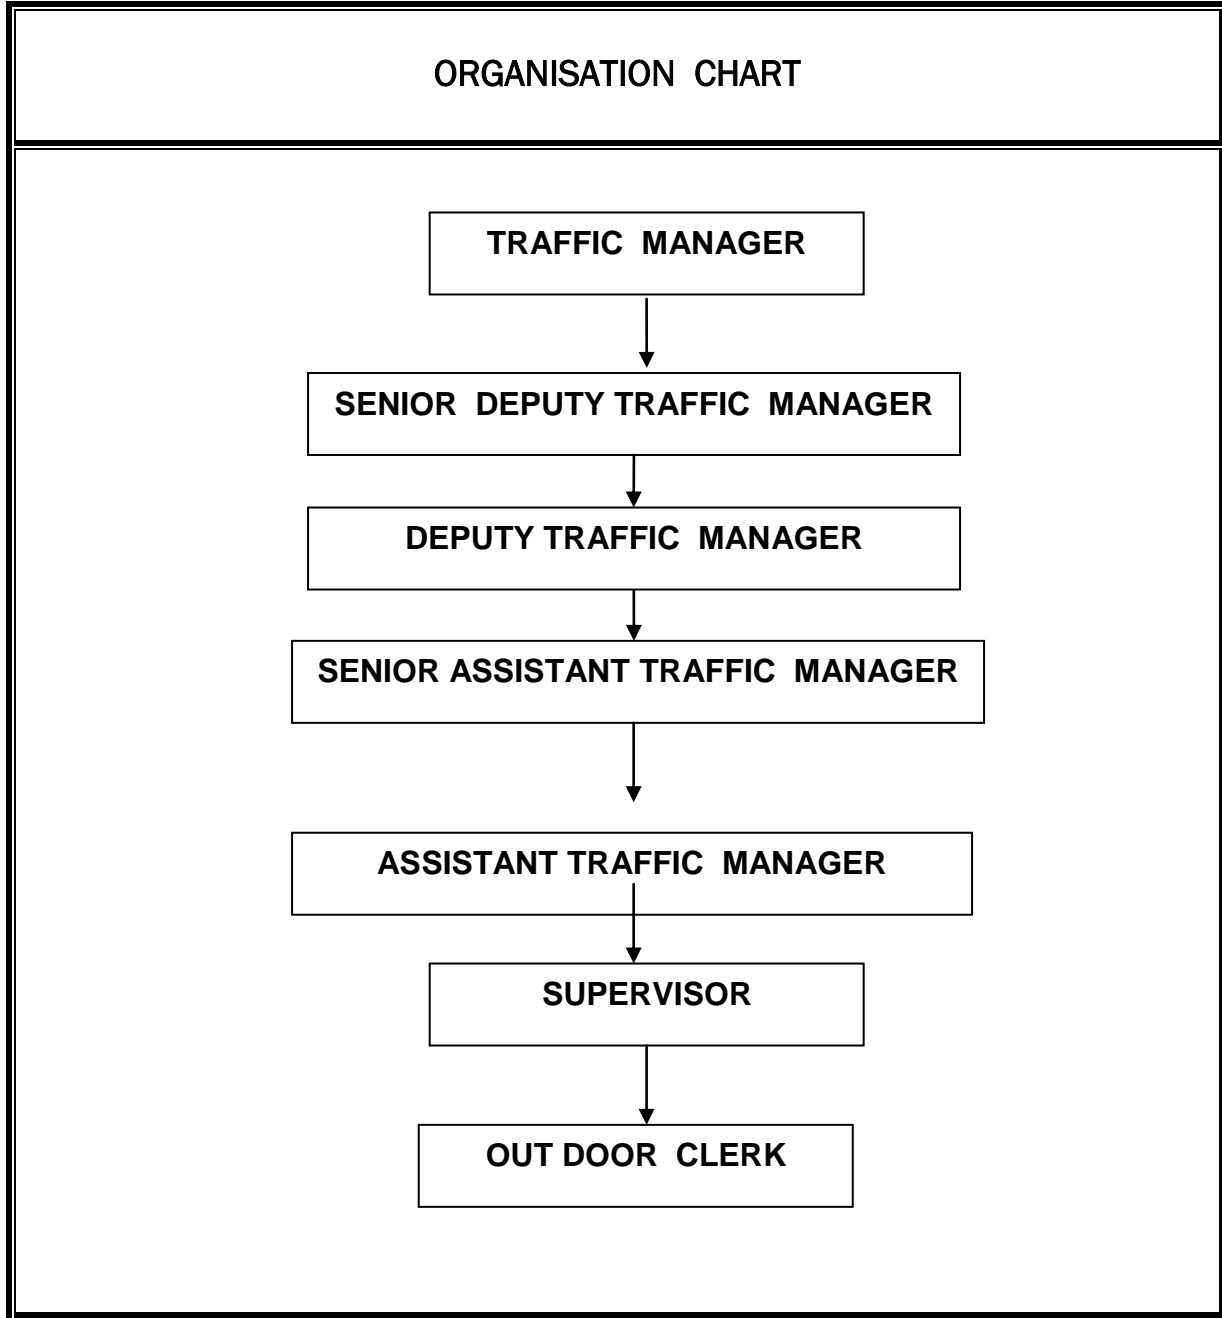 ORGANISATION CHART
TRAFFIC MANAGER
SENIOR DEPUTY TRAFFIC MANAGER
DEPUTY TRAFFIC MANAGER
SENIOR ASSISTANT TRAFFIC MANAGER
ASSISTANT TRAFFIC MANAGER
SUPERVISOR
OUT DOOR CLERK